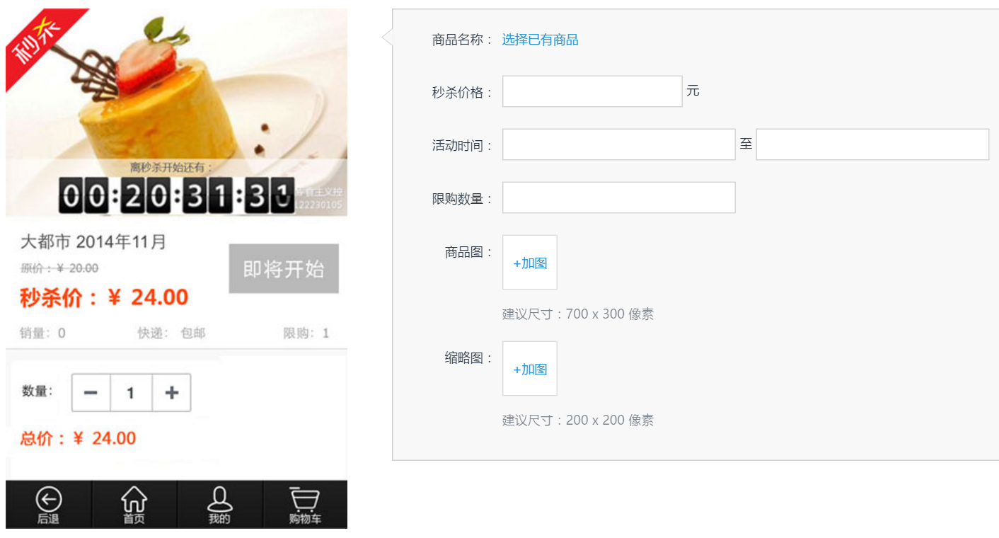 秒杀
离秒杀开始还有：
00:20:31:31
122230105
大都市 2014年11月
原价：¥ 20.00
即将开始
秒杀价：¥ 24.00
销量：0 快递： 包邮 限购：1
数量： − 1 +
总价：¥ 24.00
后退 首页 我的 购物车
商品名称： 选择已有商品
秒杀价格： 元
活动时间： 至
限购数量：
商品图： +加图
建议尺寸：700 x 300 像素
缩略图： +加图
建议尺寸：200 x 200 像素